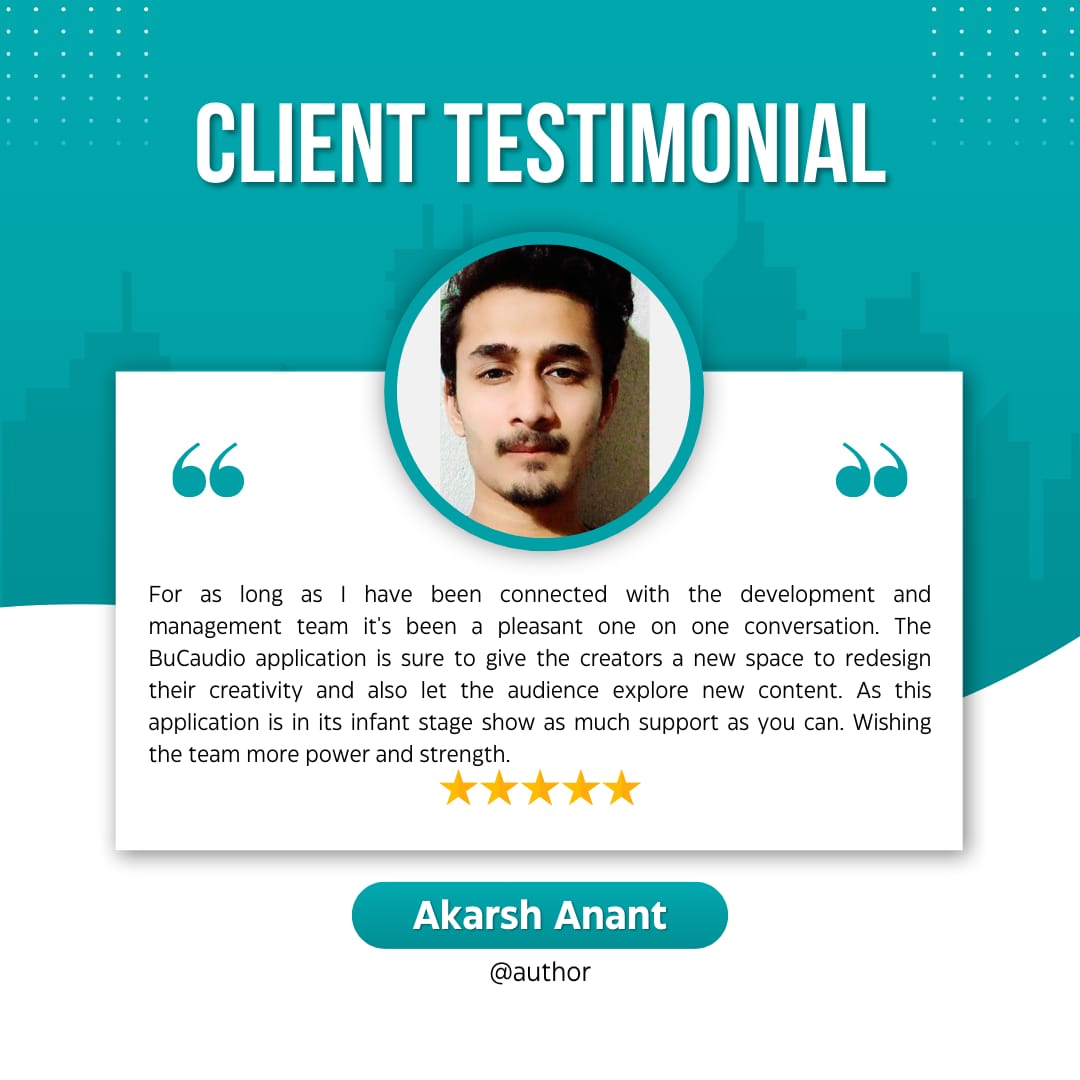 CLIENT TESTIMONIAL
“
”
For as long as I have been connected with the development and
management team it's been a pleasant one on one conversation. The
BuCaudio application is sure to give the creators a new space to redesign
their creativity and also let the audience explore new content. As this
application is in its infant stage show as much support as you can. Wishing
the team more power and strength.
Akarsh Anant
@author